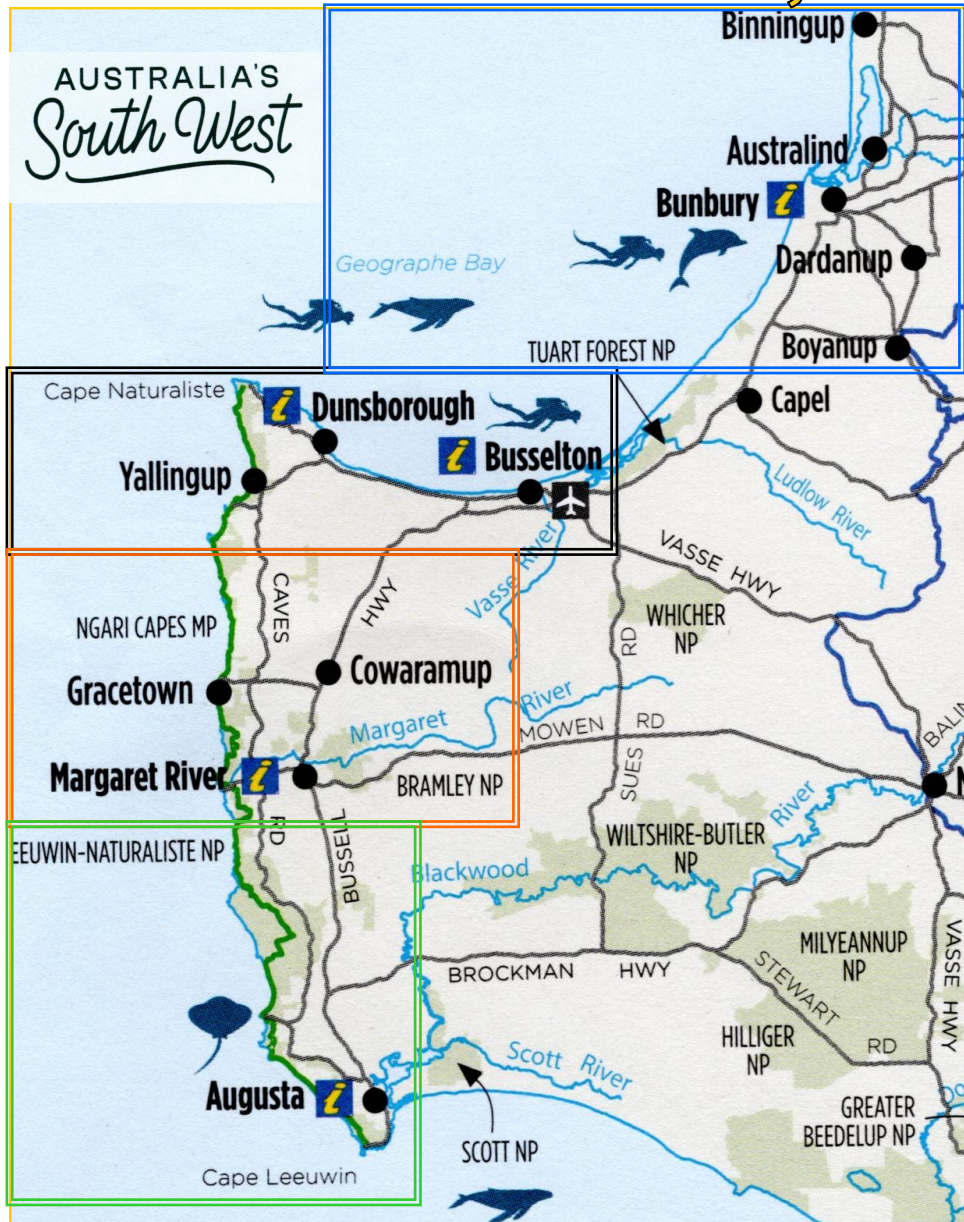 Binningup
AUSTRALIA'S
South West
Australind
Bunbury
i
Geographe Bay
Dardanup
TUART FOREST NP
Boyanup
Cape Naturaliste
i
Dunsborough
Capel
i
Busselton
Yallingup
Ludlow River
Vasse River
VASSE HWY
CAVES
HWY
WHICHER
NP
NGARI CAPES MP
RD
Cowaramup
Gracetown
Margaret
River
MOWEN
RD
Margaret River
i
BRAMLEY NP
SUES
River
RD
BUSSELL
WILTSHIRE-BUTLER
NP
EEUWIN-NATURALISTE NP
Blackwood
MILYEANNUP
NP
VASSE HWY
BROCKMAN
HWY
STEWART
HILLIGER
NP
RD
Scott River
Augusta
i
GREATER
BEEDELUP NP
SCOTT NP
Cape Leeuwin